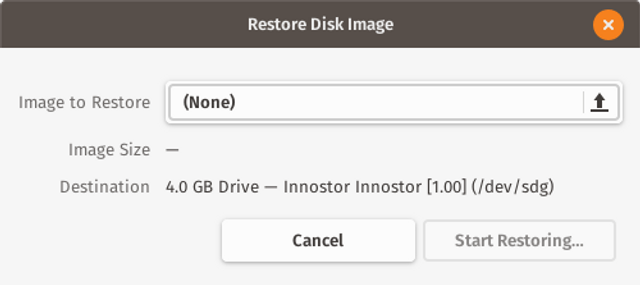 Restore Disk Image
Image to Restore (None)
Image Size —
Destination 4.0 GB Drive — Innostor Innostor [1.00] (/dev/sdg)
Cancel Start Restoring...